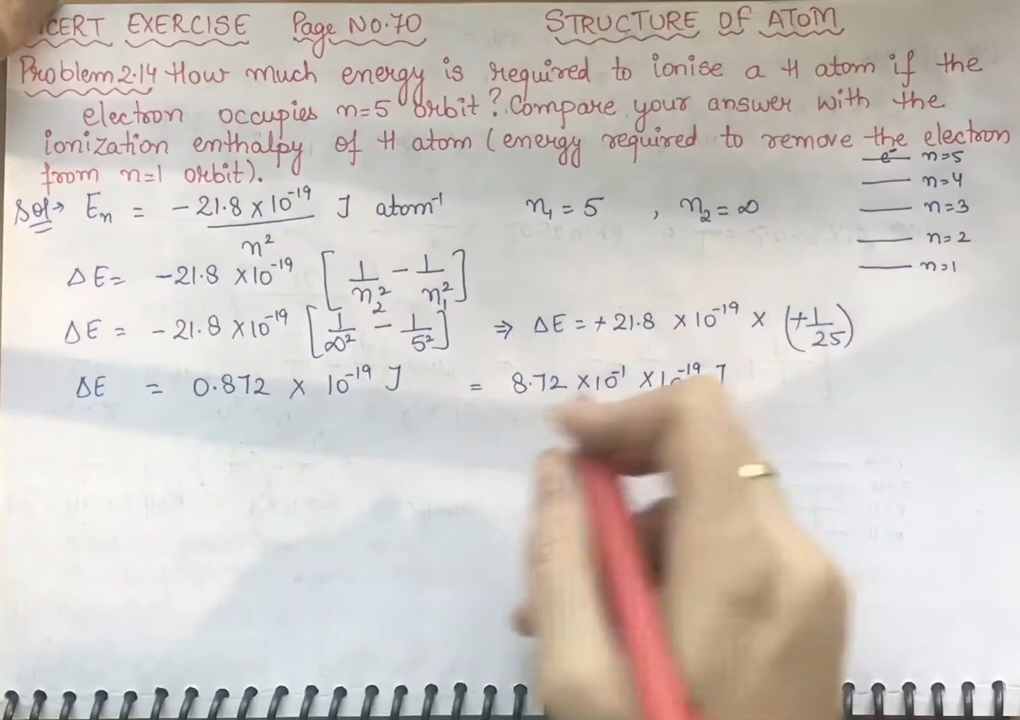 CERT EXERCISE Page No.70 STRUCTURE OF ATOM
Problem 2.14 How much energy is required to ionise a H atom if the
electron occupies n=5 orbit? Compare your answer with the
ionization enthalpy of H atom (energy required to remove the electron
from n=1 orbit).
e⁻ n=5
n=4
n=3
n=2
n=1
Sol→ Eₙ = -21.8 × 10⁻¹⁹ / n² J atom⁻¹ n₁ = 5 , n₂ = ∞
ΔE = -21.8 × 10⁻¹⁹ [1/n₂² - 1/n₁²]
ΔE = -21.8 × 10⁻¹⁹ [1/∞² - 1/5²] ⇒ ΔE = +21.8 × 10⁻¹⁹ × (+1/25)
ΔE = 0.872 × 10⁻¹⁹ J = 8.72 × 10⁻¹ × 10⁻¹⁹ J